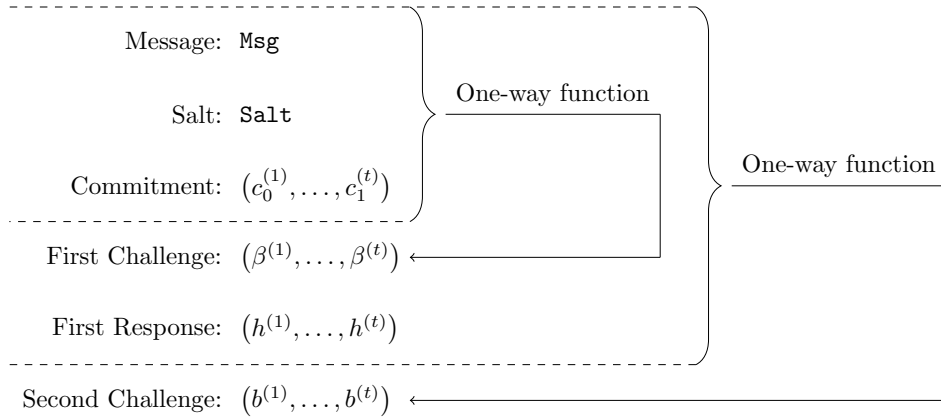 Message: Msg
One-way function
Salt: Salt
One-way function
Commitment: (c_0^{(1)}, . . . , c_1^{(t)})
First Challenge: (β^{(1)}, . . . , β^{(t)})
First Response: (h^{(1)}, . . . , h^{(t)})
Second Challenge: (b^{(1)}, . . . , b^{(t)})